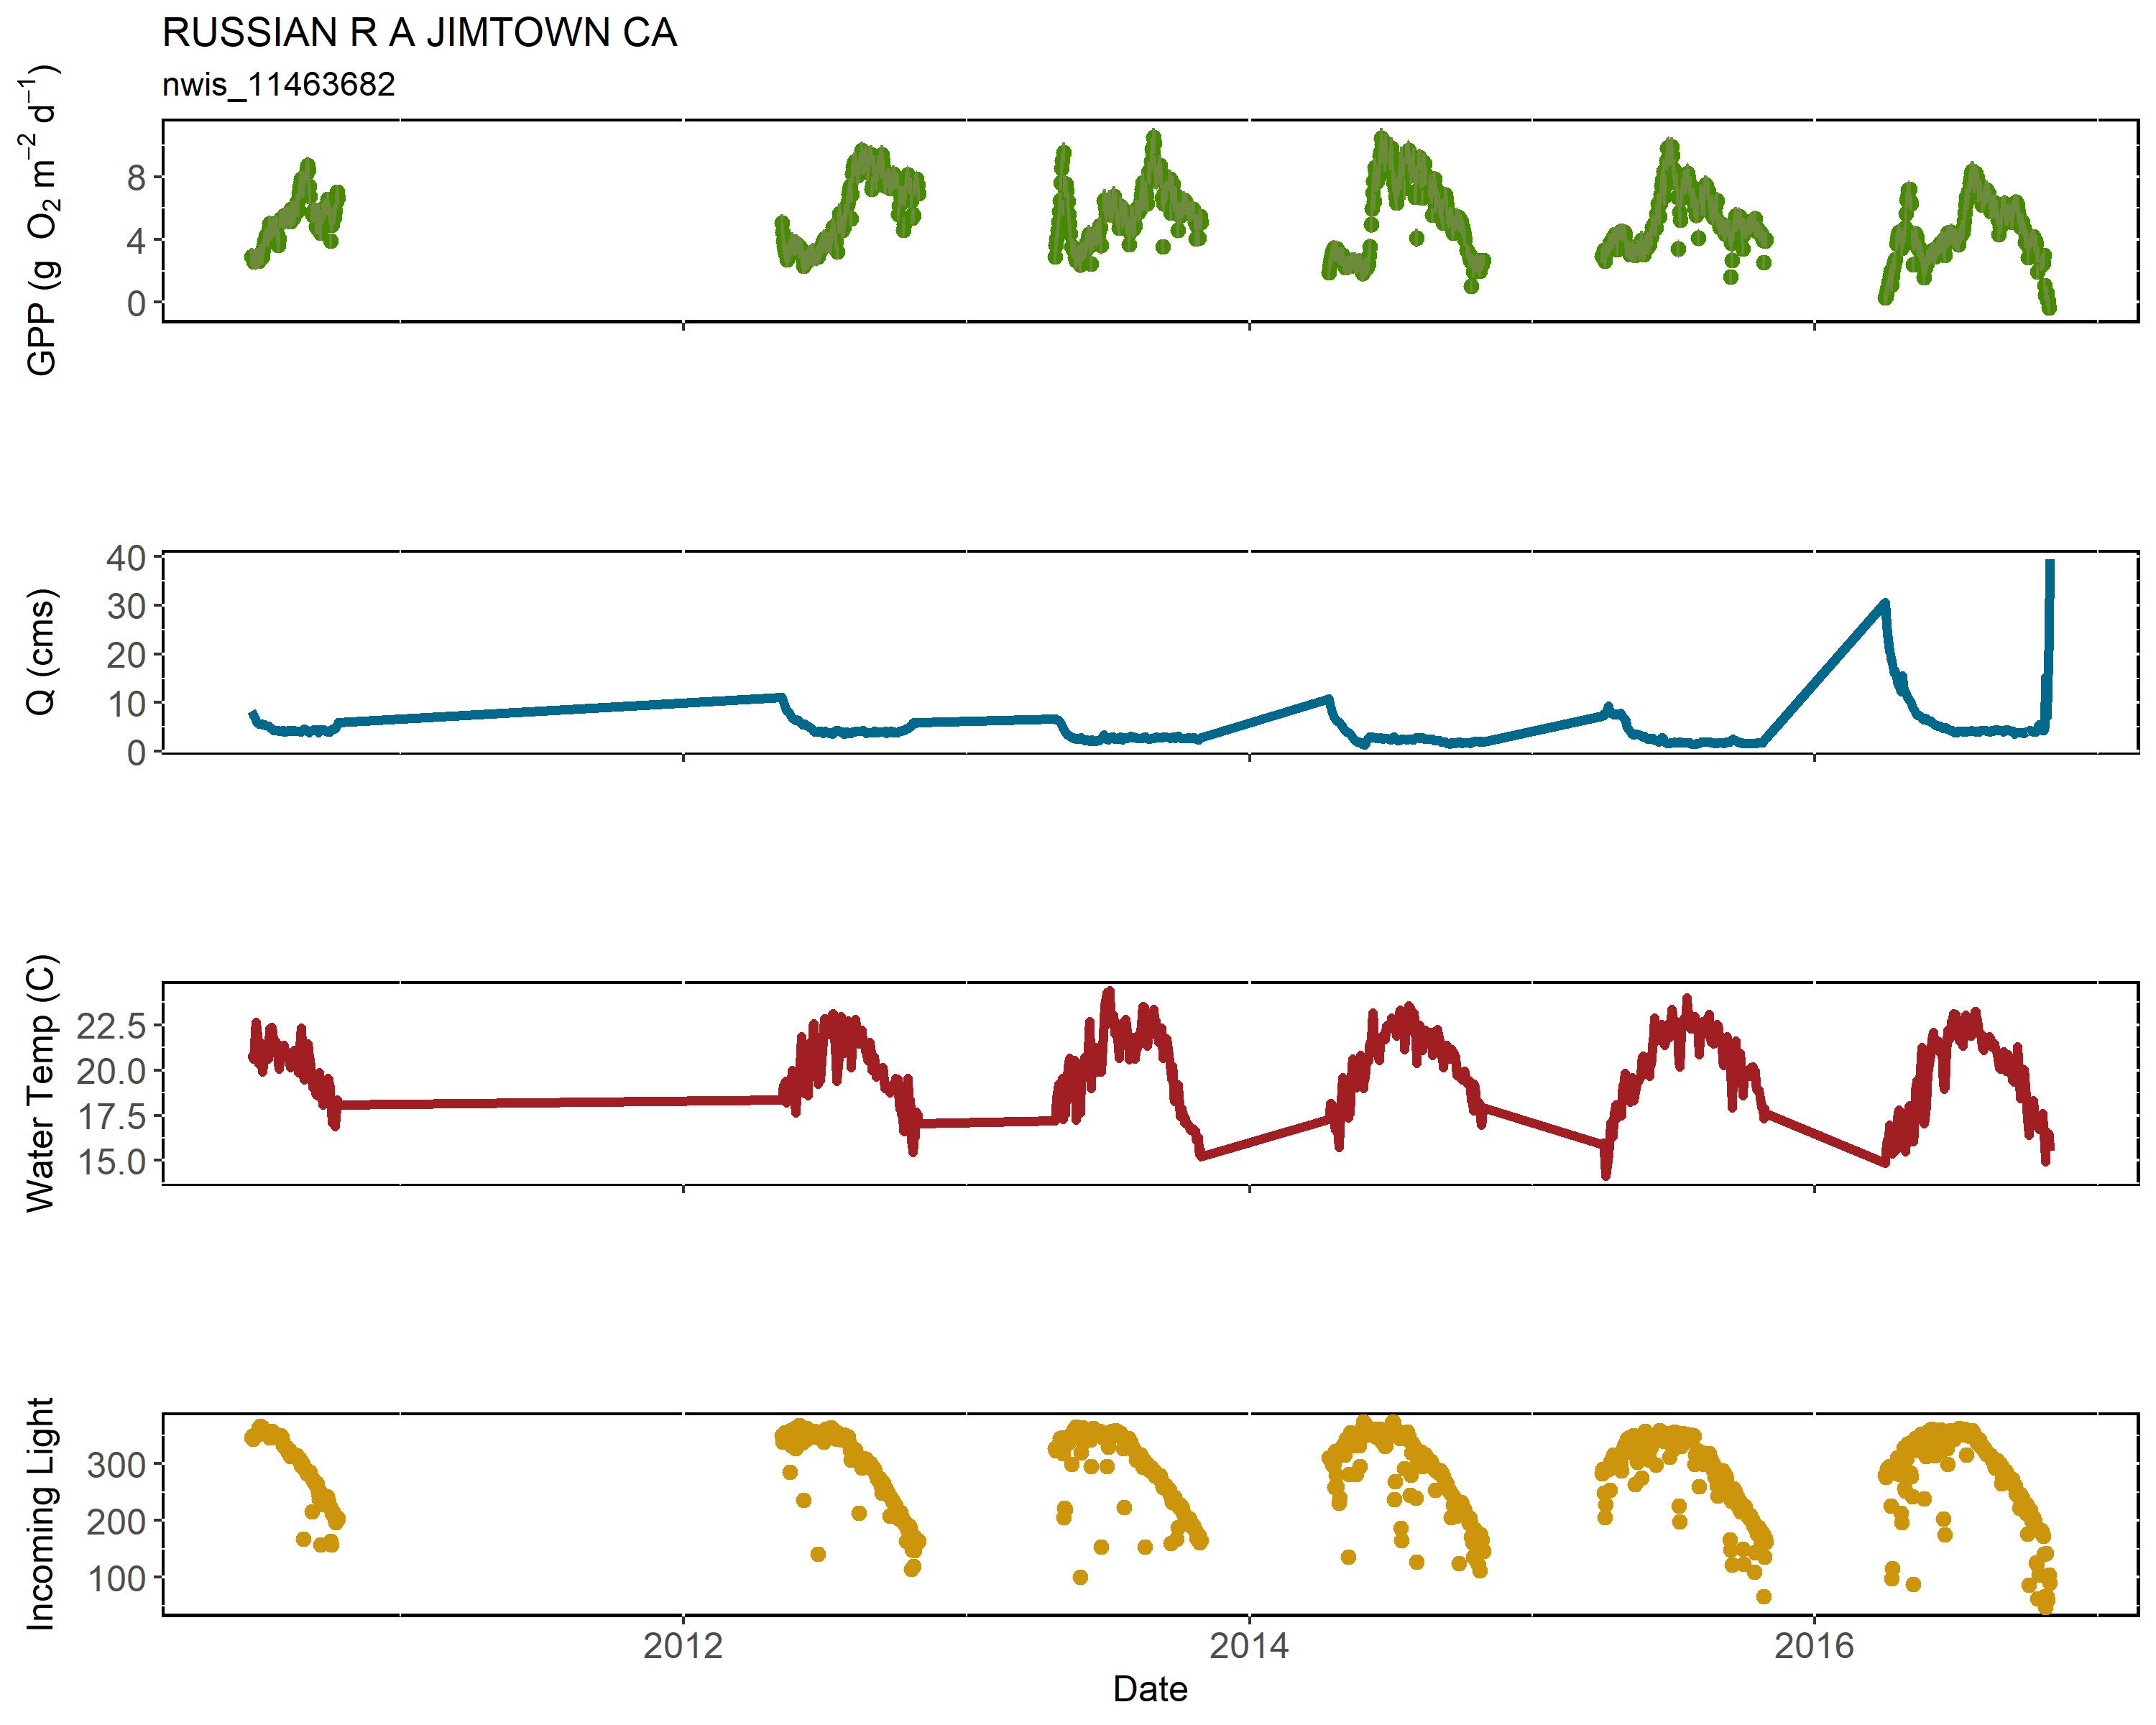 RUSSIAN R A JIMTOWN CA
nwis_11463682
GPP (g O₂ m⁻² d⁻¹)
8
4
0
Q (cms)
40
30
20
10
0
Water Temp (C)
22.5
20.0
17.5
15.0
Incoming Light
300
200
100
2012 2014 2016
Date